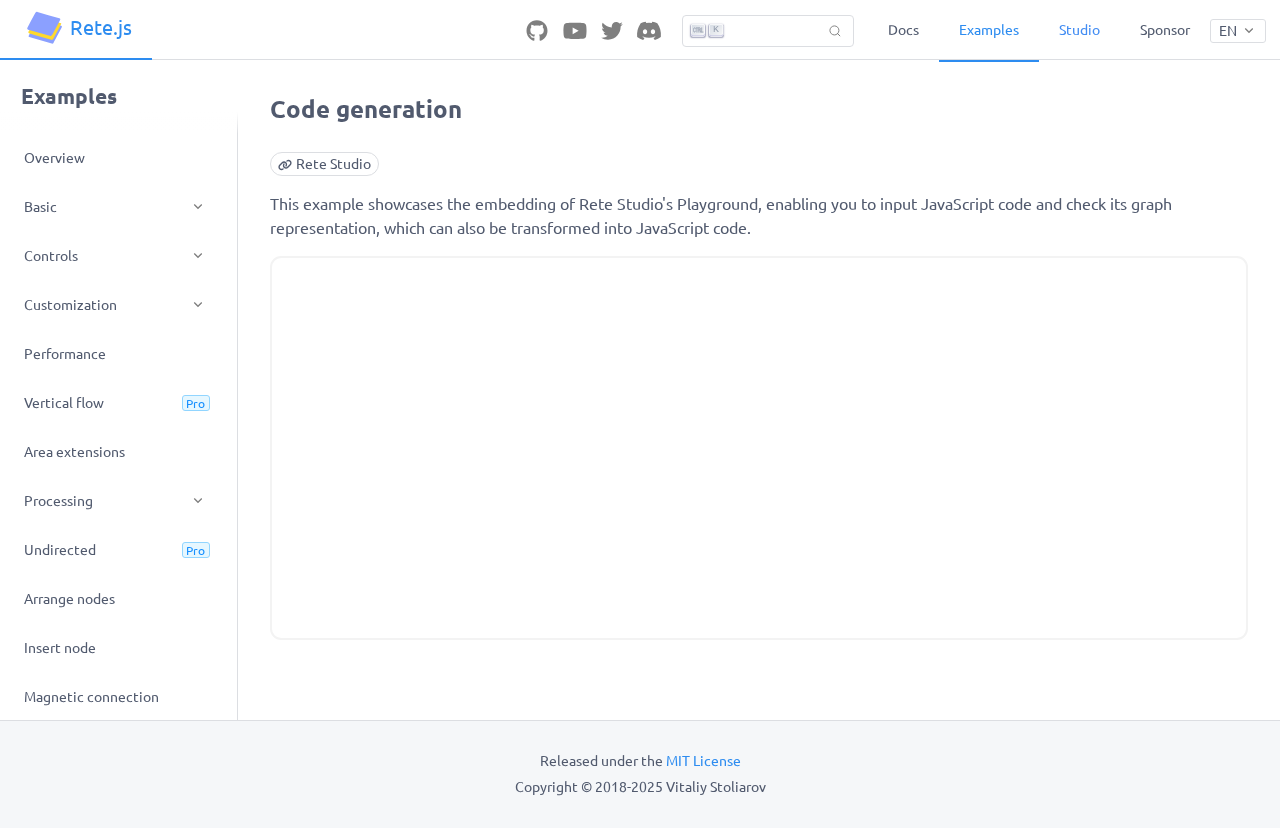 Rete.js
K
Docs
Examples
Studio
Sponsor
EN
Examples
Overview
Basic
Controls
Customization
Performance
Vertical flow
Pro
Area extensions
Processing
Undirected
Pro
Arrange nodes
Insert node
Magnetic connection
Code generation
Rete Studio
This example showcases the embedding of Rete Studio's Playground, enabling you to input JavaScript code and check its graph
representation, which can also be transformed into JavaScript code.
Released under the MIT License
Copyright © 2018-2025 Vitaliy Stoliarov